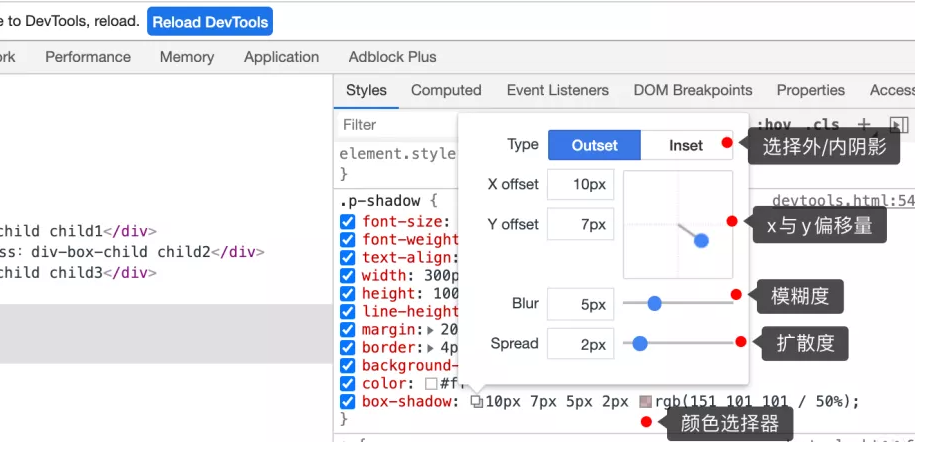 e to DevTools, reload. Reload DevTools
rk Performance Memory Application Adblock Plus
Styles Computed Event Listeners DOM Breakpoints Properties Access
Filter :hov .cls +
element.style
}
Type Outset Inset
选择外/内阴影
X offset 10px
Y offset 7px
x与y偏移量
Blur 5px
模糊度
Spread 2px
扩散度
.p-shadow { devtools.html:54
font-size:
font-weight
text-align:
width: 300p
height: 100
line-height
margin:▸ 20
border:▸ 4p
background-
color: #ff
box-shadow: 10px 7px 5px 2px rgb(151 101 101 / 50%);
}
颜色选择器
child child1</div>
ss: div-box-child child2</div>
child child3</div>